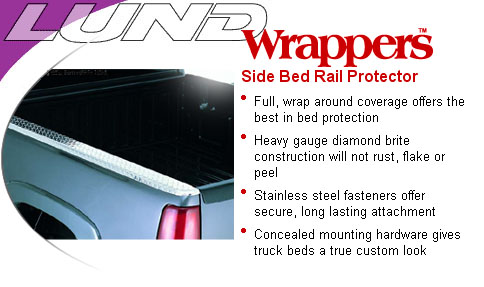 LUND
Wrappers™
Side Bed Rail Protector
• Full, wrap around coverage offers the
best in bed protection
• Heavy gauge diamond brite
construction will not rust, flake or
peel
• Stainless steel fasteners offer
secure, long lasting attachment
• Concealed mounting hardware gives
truck beds a true custom look